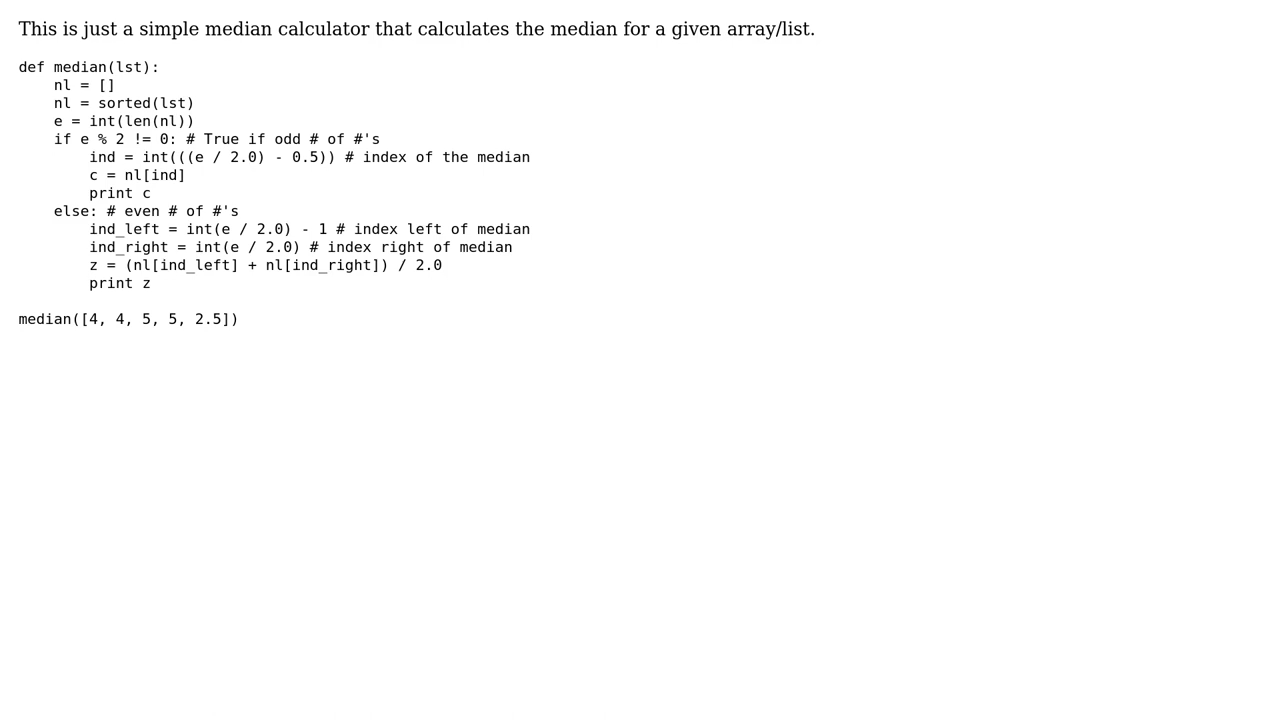 This is just a simple median calculator that calculates the median for a given array/list.
def median(lst):
    nl = []
    nl = sorted(lst)
    e = int(len(nl))
    if e % 2 != 0: # True if odd # of #'s
        ind = int(((e / 2.0) - 0.5)) # index of the median
        c = nl[ind]
        print c
    else: # even # of #'s
        ind_left = int(e / 2.0) - 1 # index left of median
        ind_right = int(e / 2.0) # index right of median
        z = (nl[ind_left] + nl[ind_right]) / 2.0
        print z

median([4, 4, 5, 5, 2.5])